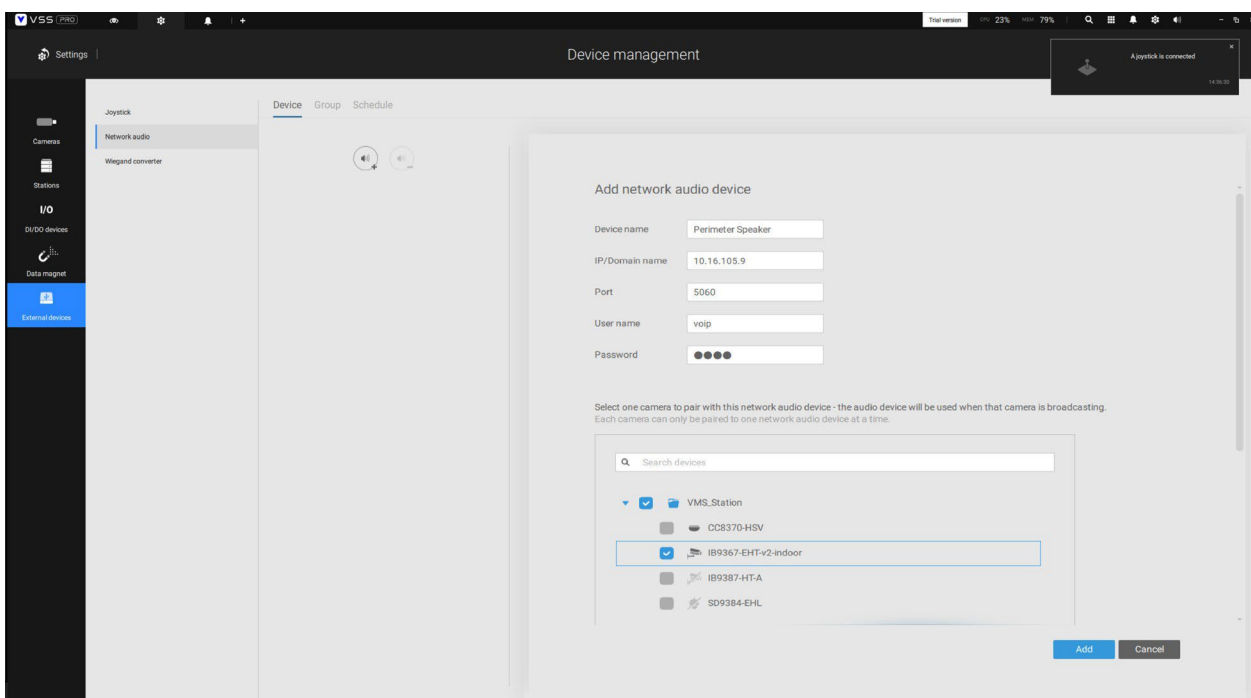 VSS PRO
Trial version CPU 23% MEM 79%
Settings
Device management
A joystick is connected
14:36:30
Cameras
Stations
I/O
DI/DO devices
Data magnet
External devices
Joystick
Network audio
Wiegand converter
Device Group Schedule
Add network audio device
Device name Perimeter Speaker
IP/Domain name 10.16.105.9
Port 5060
User name voip
Password
Select one camera to pair with this network audio device - the audio device will be used when that camera is broadcasting.
Each camera can only be paired to one network audio device at a time.
Search devices
VMS_Station
CC8370-HSV
IB9367-EHT-v2-indoor
IB9387-HT-A
SD9384-EHL
Add Cancel